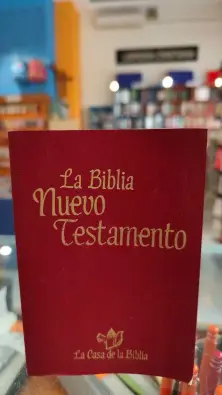 La Biblia
Nuevo
Testamento
La Casa de la Biblia